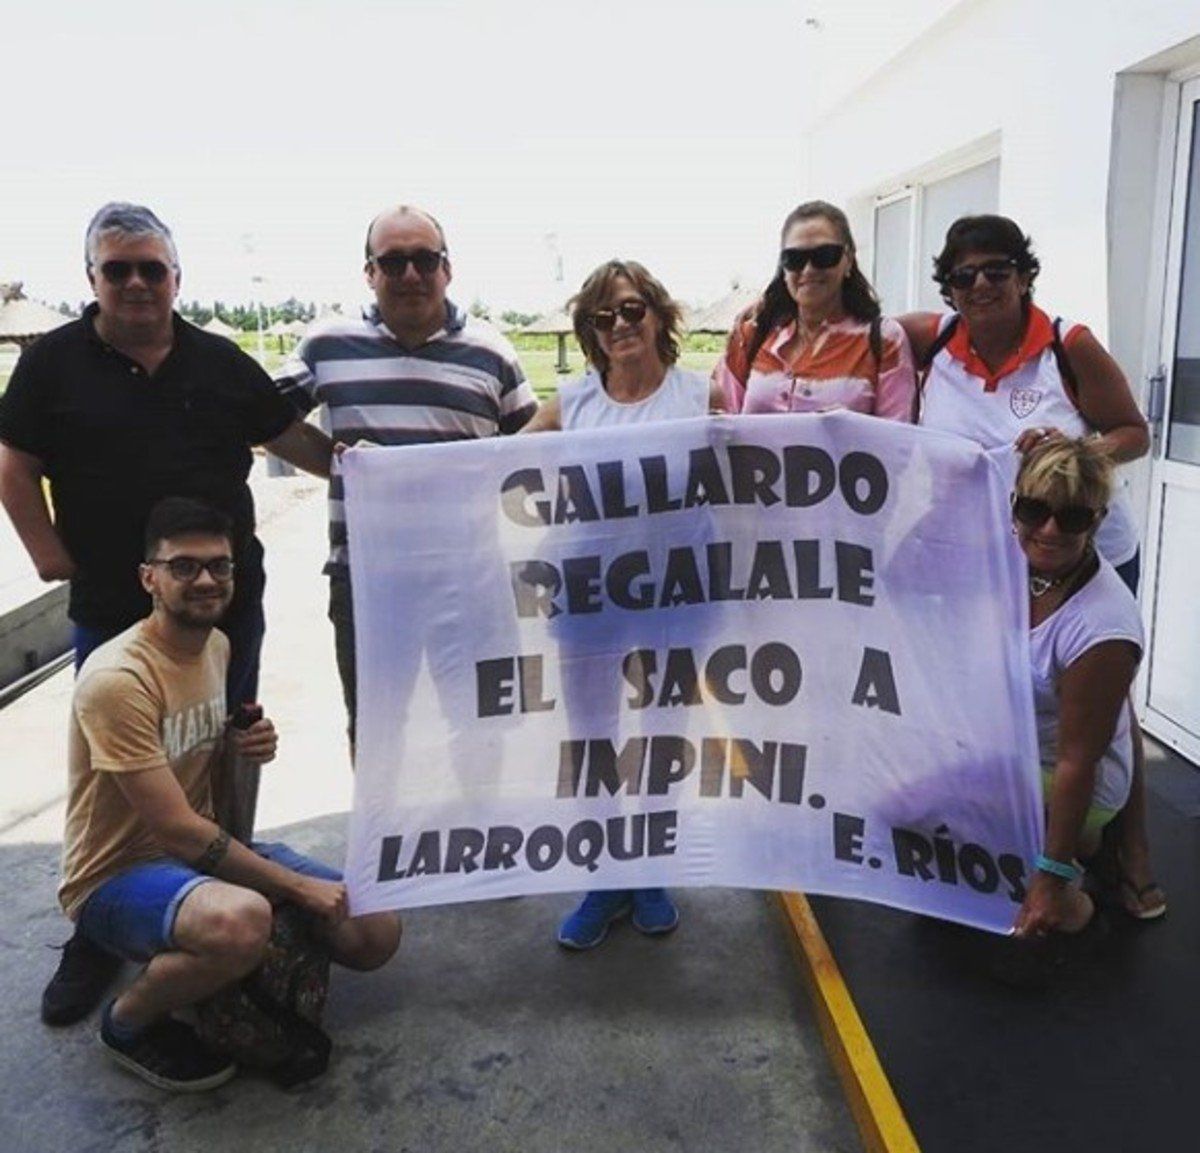 GALLARDO
REGALALE
EL SACO A
IMPINI.
LARROQUE E. RÍOS